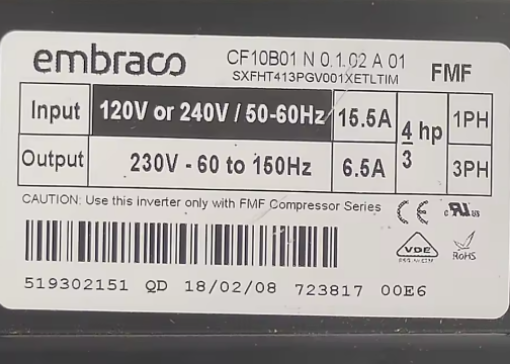 embraco
CF10B01 N 0.1.02 A 01
SXFHT413PGV001XETLTIM
FMF
Input 120V or 240V / 50-60Hz 15.5A 4/3 hp 1PH
Output 230V - 60 to 150Hz 6.5A 3PH
CAUTION: Use this inverter only with FMF Compressor Series
CE c RU us
VDE
RoHS
519302151 QD 18/02/08 723817 00E6